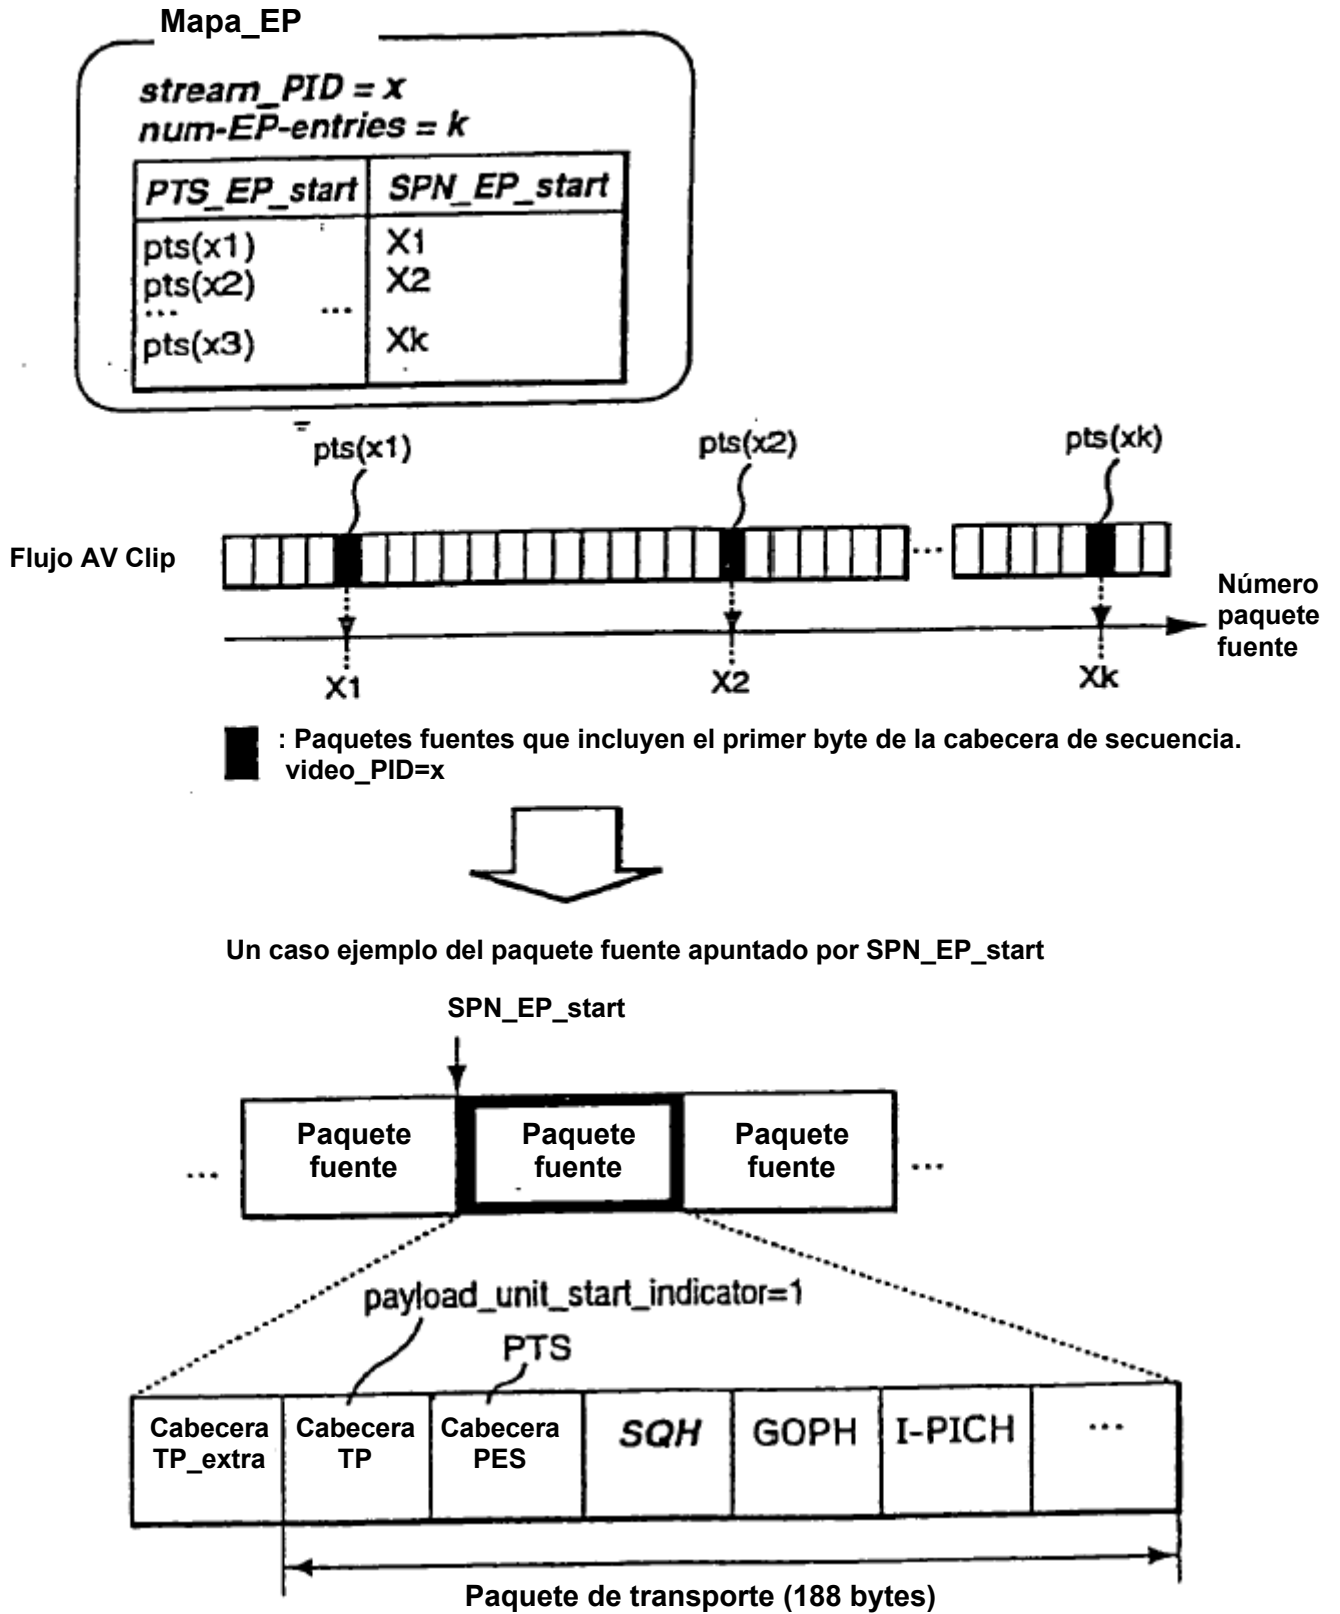 Mapa_EP
stream_PID = x
num-EP-entries = k
PTS_EP_start SPN_EP_start
pts(x1) X1
pts(x2) X2
... ...
pts(x3) Xk
pts(x1) pts(x2) pts(xk)
Flujo AV Clip ...
Número
paquete
fuente
X1 X2 Xk
: Paquetes fuentes que incluyen el primer byte de la cabecera de secuencia.
video_PID=x
Un caso ejemplo del paquete fuente apuntado por SPN_EP_start
SPN_EP_start
... Paquete fuente Paquete fuente Paquete fuente ...
payload_unit_start_indicator=1
PTS
Cabecera TP_extra Cabecera TP Cabecera PES SQH GOPH I-PICH ...
Paquete de transporte (188 bytes)